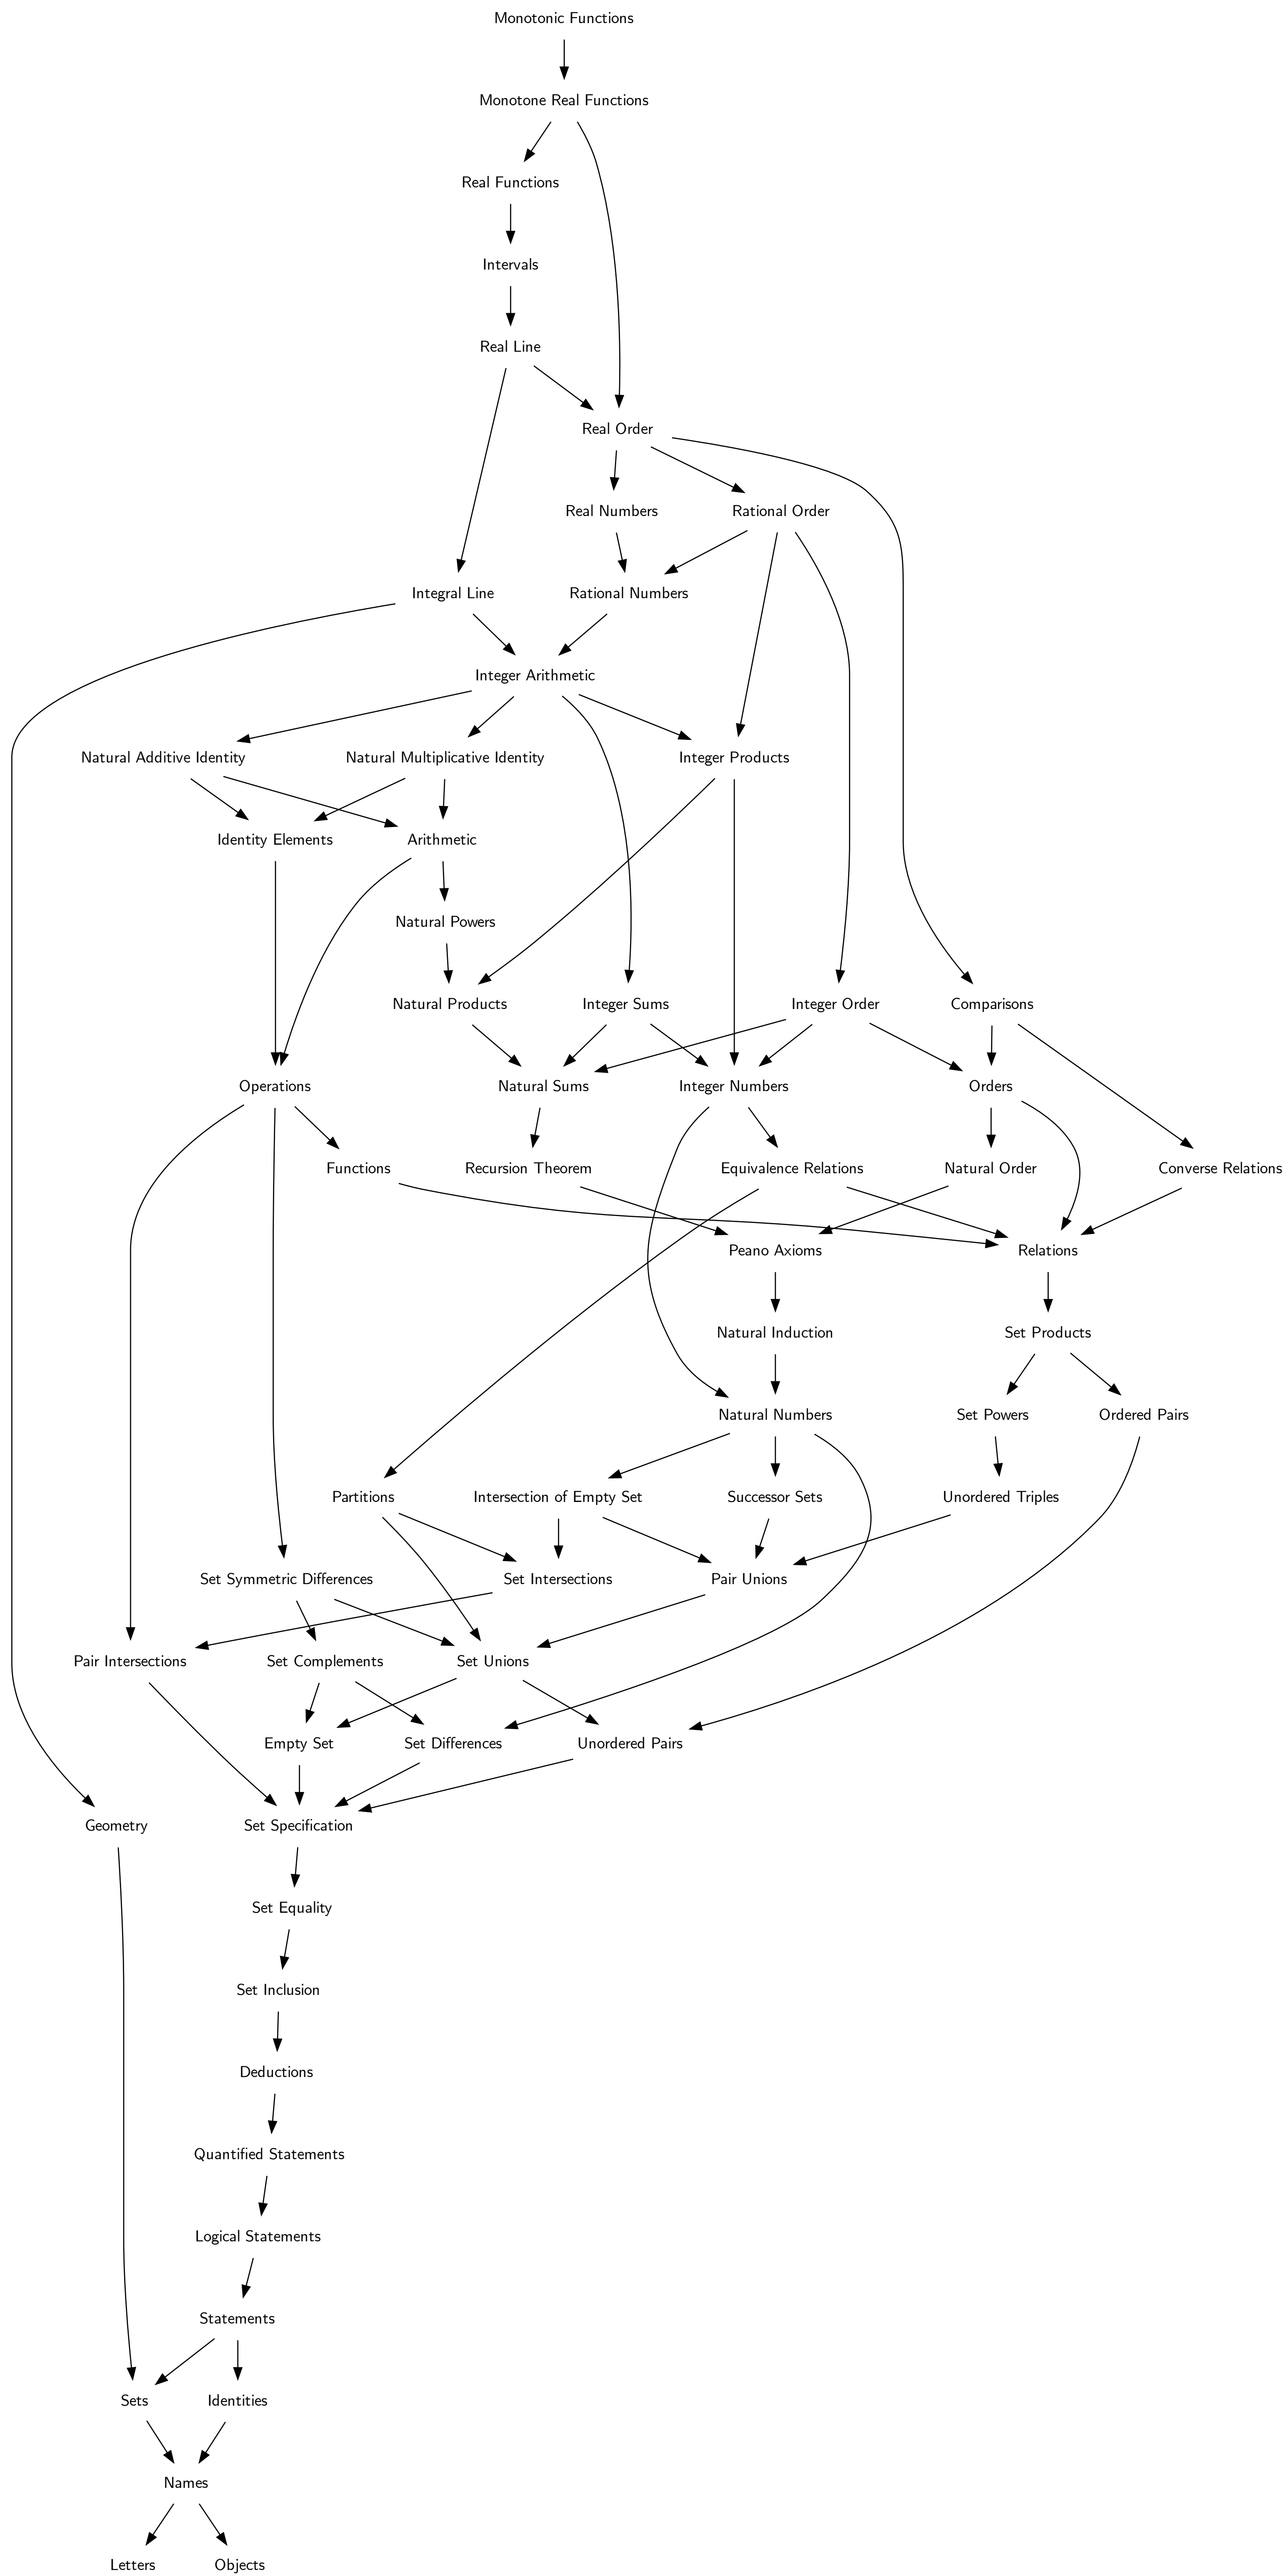 Monotonic Functions
Monotone Real Functions
Real Functions
Intervals
Real Line
Real Order
Real Numbers
Rational Order
Integral Line
Rational Numbers
Integer Arithmetic
Natural Additive Identity
Natural Multiplicative Identity
Integer Products
Identity Elements
Arithmetic
Natural Powers
Natural Products
Integer Sums
Integer Order
Comparisons
Operations
Natural Sums
Integer Numbers
Orders
Functions
Recursion Theorem
Equivalence Relations
Natural Order
Converse Relations
Peano Axioms
Relations
Natural Induction
Set Products
Natural Numbers
Set Powers
Ordered Pairs
Partitions
Intersection of Empty Set
Successor Sets
Unordered Triples
Set Symmetric Differences
Set Intersections
Pair Unions
Pair Intersections
Set Complements
Set Unions
Empty Set
Set Differences
Unordered Pairs
Geometry
Set Specification
Set Equality
Set Inclusion
Deductions
Quantified Statements
Logical Statements
Statements
Sets
Identities
Names
Letters
Objects